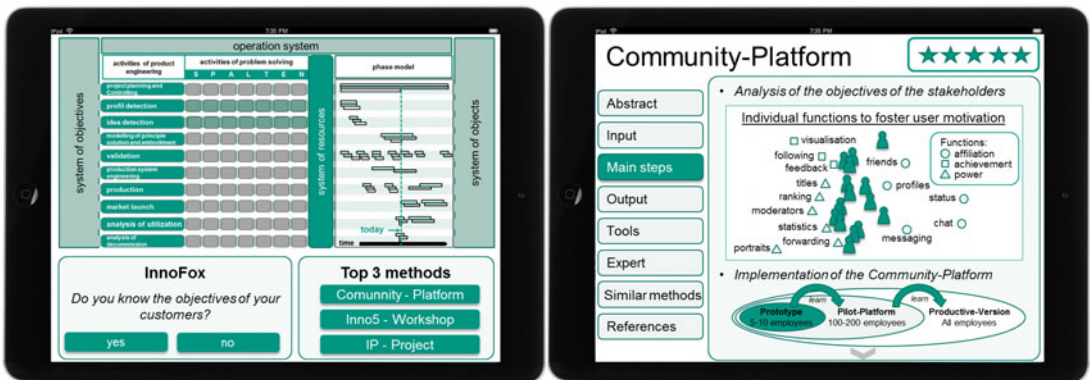 iPad
7:35 PM
operation system
system of objectives
activities of product
engineering
activities of problem solving
S P A L T E N
system of resources
phase model
system of objects
project planning and
Controlling
profil detection
idea detection
modelling of principle
solution and embodiment
validation
production system
engineering
production
market launch
analysis of utilization
analysis of
decommission
today
time
InnoFox
Do you know the objectives of your
customers?
yes
no
Top 3 methods
Comunnity - Platform
Inno5 - Workshop
IP - Project
iPad
7:35 PM
Community-Platform
Abstract
Input
Main steps
Output
Tools
Expert
Similar methods
References
• Analysis of the objectives of the stakeholders
Individual functions to foster user motivation
visualisation
following
feedback
friends
titles
profiles
ranking
status
moderators
statistics
chat
forwarding
messaging
portraits
Functions:
affiliation
achievement
power
• Implementation of the Community-Platform
learn
learn
Prototype
5-10 employees
Pilot-Platform
100-200 employees
Productive-Version
All employees